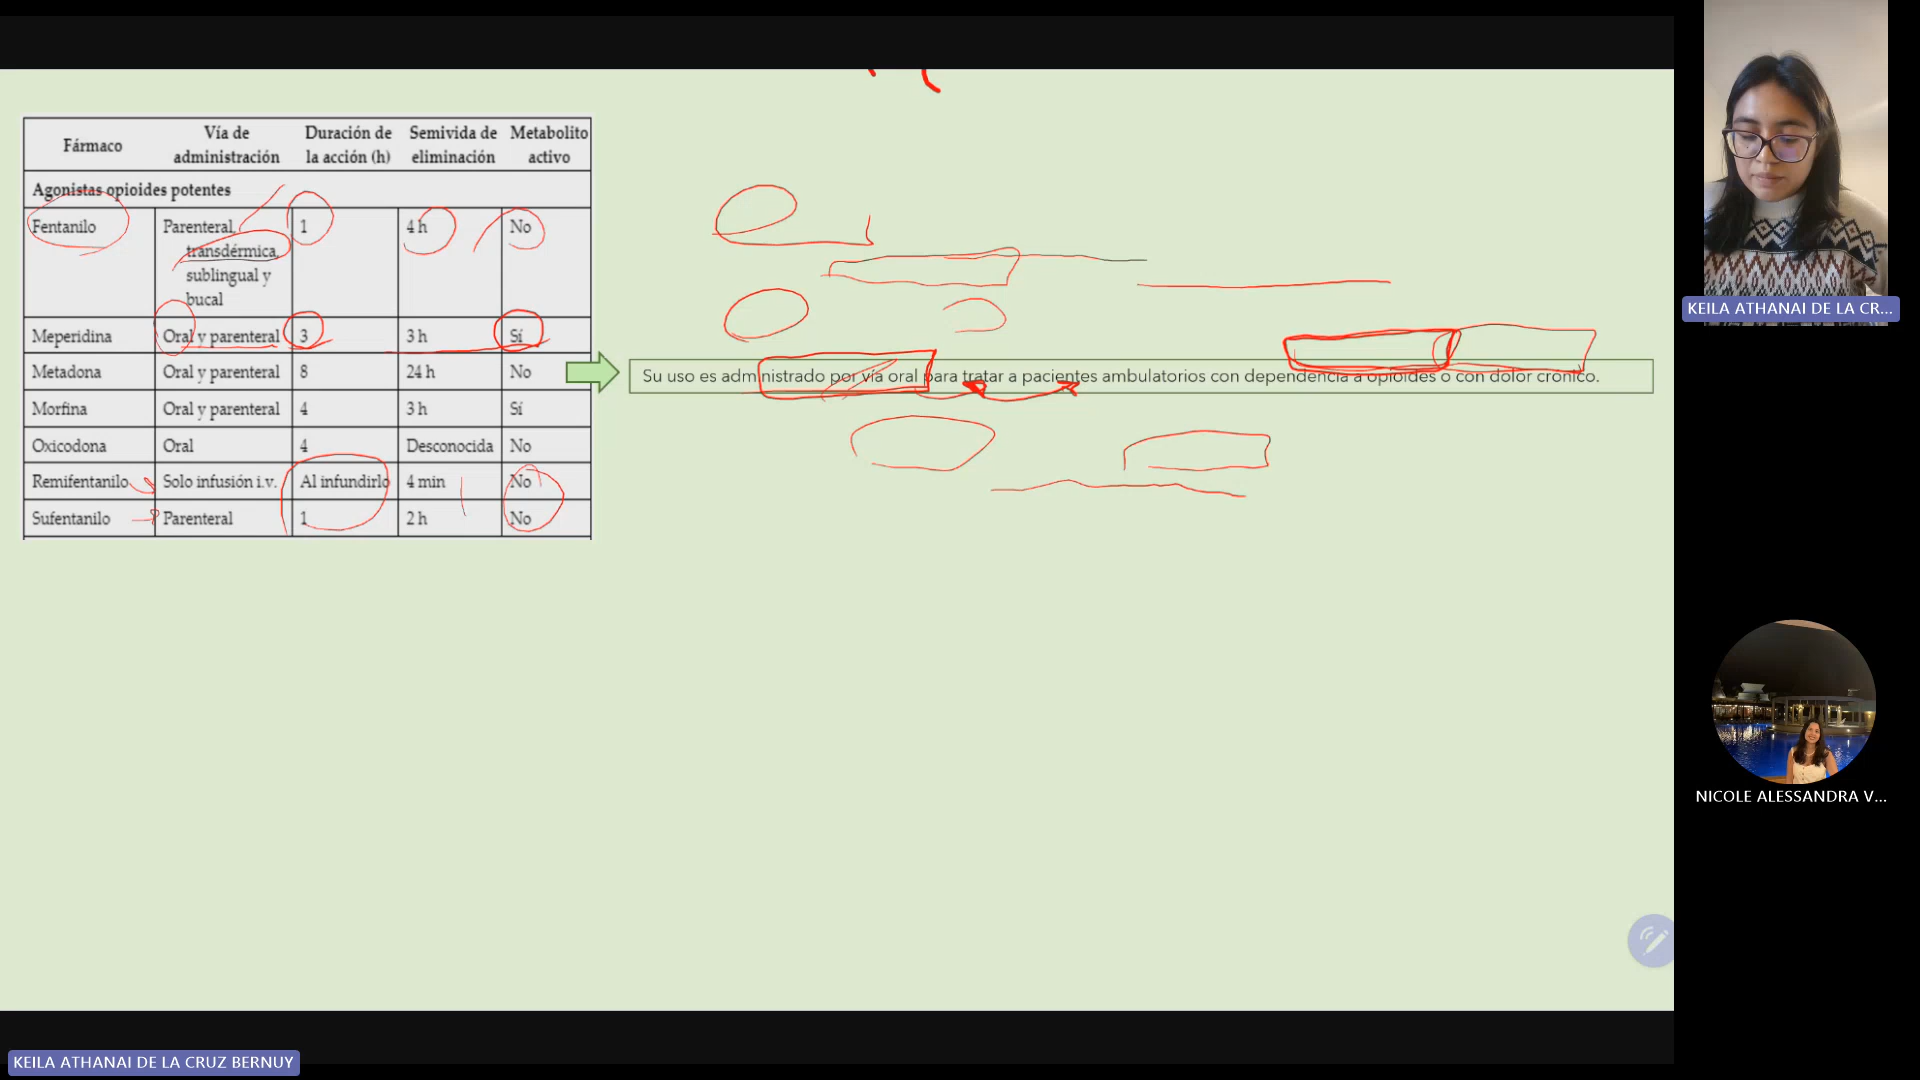 Fármaco Vía de administración Duración de la acción (h) Semivida de eliminación Metabolito activo
Agonistas opioides potentes
Fentanilo Parenteral, transdérmica, sublingual y bucal 1 4 h No
Meperidina Oral y parenteral 3 3 h Sí
Metadona Oral y parenteral 8 24 h No
Morfina Oral y parenteral 4 3 h Sí
Oxicodona Oral 4 Desconocida No
Remifentanilo Solo infusión i.v. Al infundirlo 4 min No
Sufentanilo Parenteral 1 2 h No
Su uso es administrado por vía oral para tratar a pacientes ambulatorios con dependencia a opioides o con dolor crónico.
KEILA ATHANAI DE LA CR...
NICOLE ALESSANDRA V...
KEILA ATHANAI DE LA CRUZ BERNUY